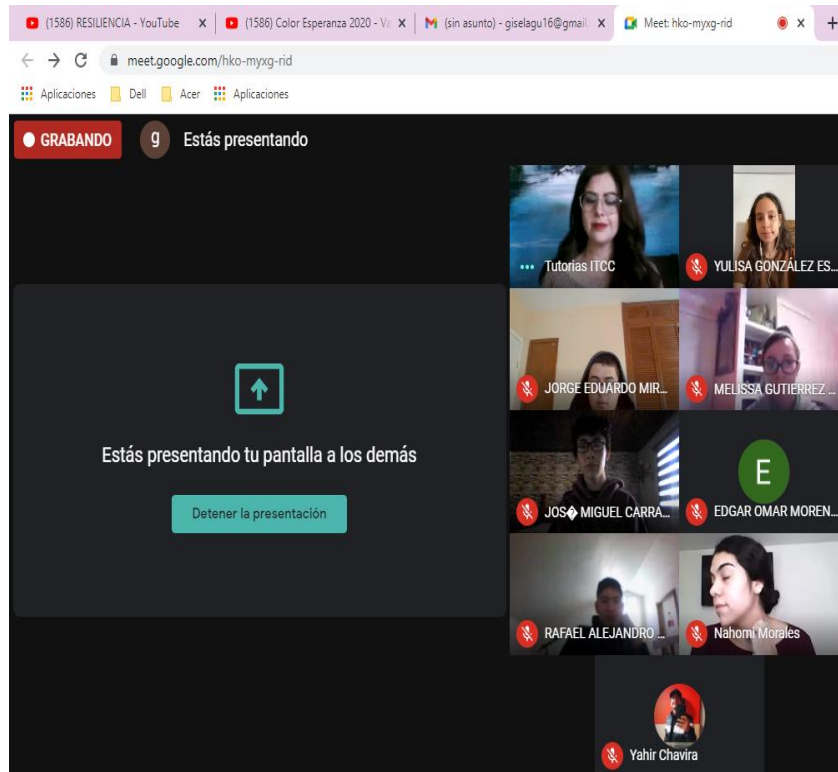 (1586) RESILIENCIA - YouTube
(1586) Color Esperanza 2020 - Va
(sin asunto) - giselagu16@gmail
Meet: hko-myxg-rid
meet.google.com/hko-myxg-rid
Aplicaciones
Dell
Acer
Aplicaciones
GRABANDO
g
Estás presentando
Tutorias ITCC
YULISA GONZÁLEZ ES...
JORGE EDUARDO MIR...
MELISSA GUTIERREZ ...
Estás presentando tu pantalla a los demás
Detener la presentación
JOS� MIGUEL CARRA...
E
EDGAR OMAR MOREN...
RAFAEL ALEJANDRO ...
Nahomi Morales
Yahir Chavira